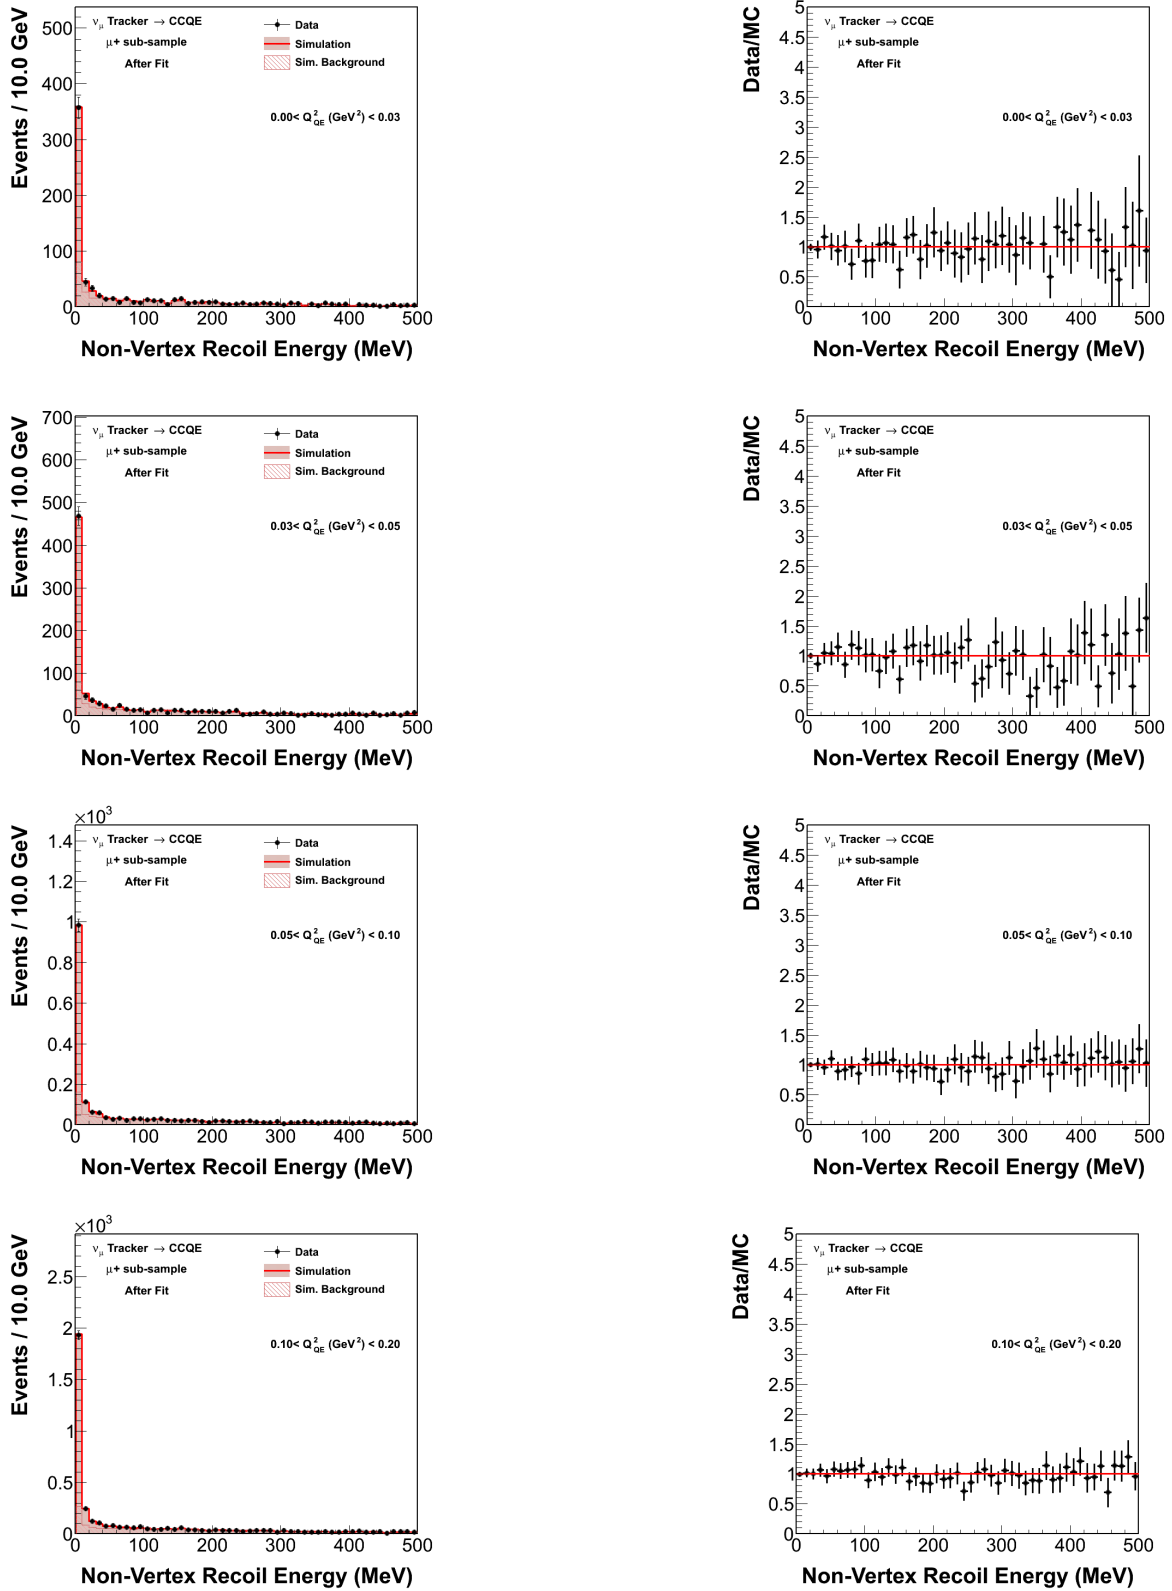 Events / 10.0 GeV
500
400
300
200
100
0
ν_μ Tracker → CCQE
μ+ sub-sample
After Fit
Data
Simulation
Sim. Background
0.00< Q²_QE (GeV²) < 0.03
0 100 200 300 400 500
Non-Vertex Recoil Energy (MeV)
Data/MC
5
4.5
4
3.5
3
2.5
2
1.5
1
0.5
0
ν_μ Tracker → CCQE
μ+ sub-sample
After Fit
0.00< Q²_QE (GeV²) < 0.03
0 100 200 300 400 500
Non-Vertex Recoil Energy (MeV)
Events / 10.0 GeV
700
600
500
400
300
200
100
0
ν_μ Tracker → CCQE
μ+ sub-sample
After Fit
Data
Simulation
Sim. Background
0.03< Q²_QE (GeV²) < 0.05
0 100 200 300 400 500
Non-Vertex Recoil Energy (MeV)
Data/MC
5
4.5
4
3.5
3
2.5
2
1.5
1
0.5
0
ν_μ Tracker → CCQE
μ+ sub-sample
After Fit
0.03< Q²_QE (GeV²) < 0.05
0 100 200 300 400 500
Non-Vertex Recoil Energy (MeV)
Events / 10.0 GeV
×10³
1.4
1.2
1
0.8
0.6
0.4
0.2
0
ν_μ Tracker → CCQE
μ+ sub-sample
After Fit
Data
Simulation
Sim. Background
0.05< Q²_QE (GeV²) < 0.10
0 100 200 300 400 500
Non-Vertex Recoil Energy (MeV)
Data/MC
5
4.5
4
3.5
3
2.5
2
1.5
1
0.5
0
ν_μ Tracker → CCQE
μ+ sub-sample
After Fit
0.05< Q²_QE (GeV²) < 0.10
0 100 200 300 400 500
Non-Vertex Recoil Energy (MeV)
Events / 10.0 GeV
×10³
2.5
2
1.5
1
0.5
0
ν_μ Tracker → CCQE
μ+ sub-sample
After Fit
Data
Simulation
Sim. Background
0.10< Q²_QE (GeV²) < 0.20
0 100 200 300 400 500
Non-Vertex Recoil Energy (MeV)
Data/MC
5
4.5
4
3.5
3
2.5
2
1.5
1
0.5
0
ν_μ Tracker → CCQE
μ+ sub-sample
After Fit
0.10< Q²_QE (GeV²) < 0.20
0 100 200 300 400 500
Non-Vertex Recoil Energy (MeV)